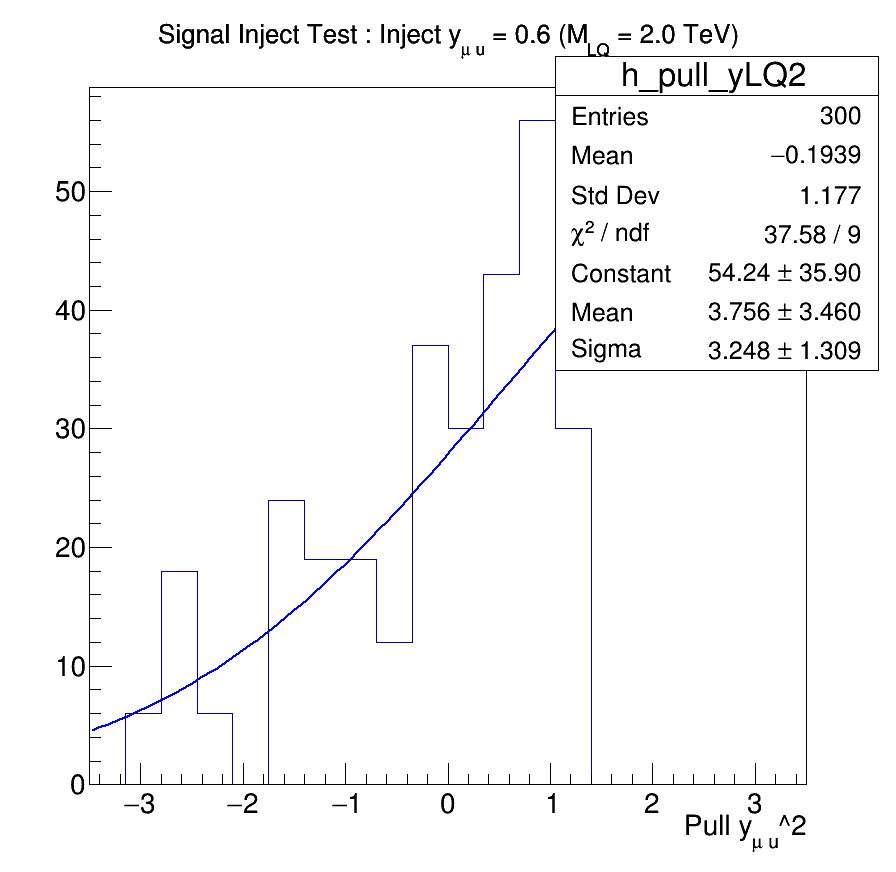 Signal Inject Test : Inject y_μ u = 0.6 (M_LQ = 2.0 TeV)
h_pull_yLQ2
Entries 300
Mean −0.1939
Std Dev 1.177
χ² / ndf 37.58 / 9
Constant 54.24 ± 35.90
Mean 3.756 ± 3.460
Sigma 3.248 ± 1.309
50
40
30
20
10
0
−3 −2 −1 0 1 2 3
Pull y_μ u^2